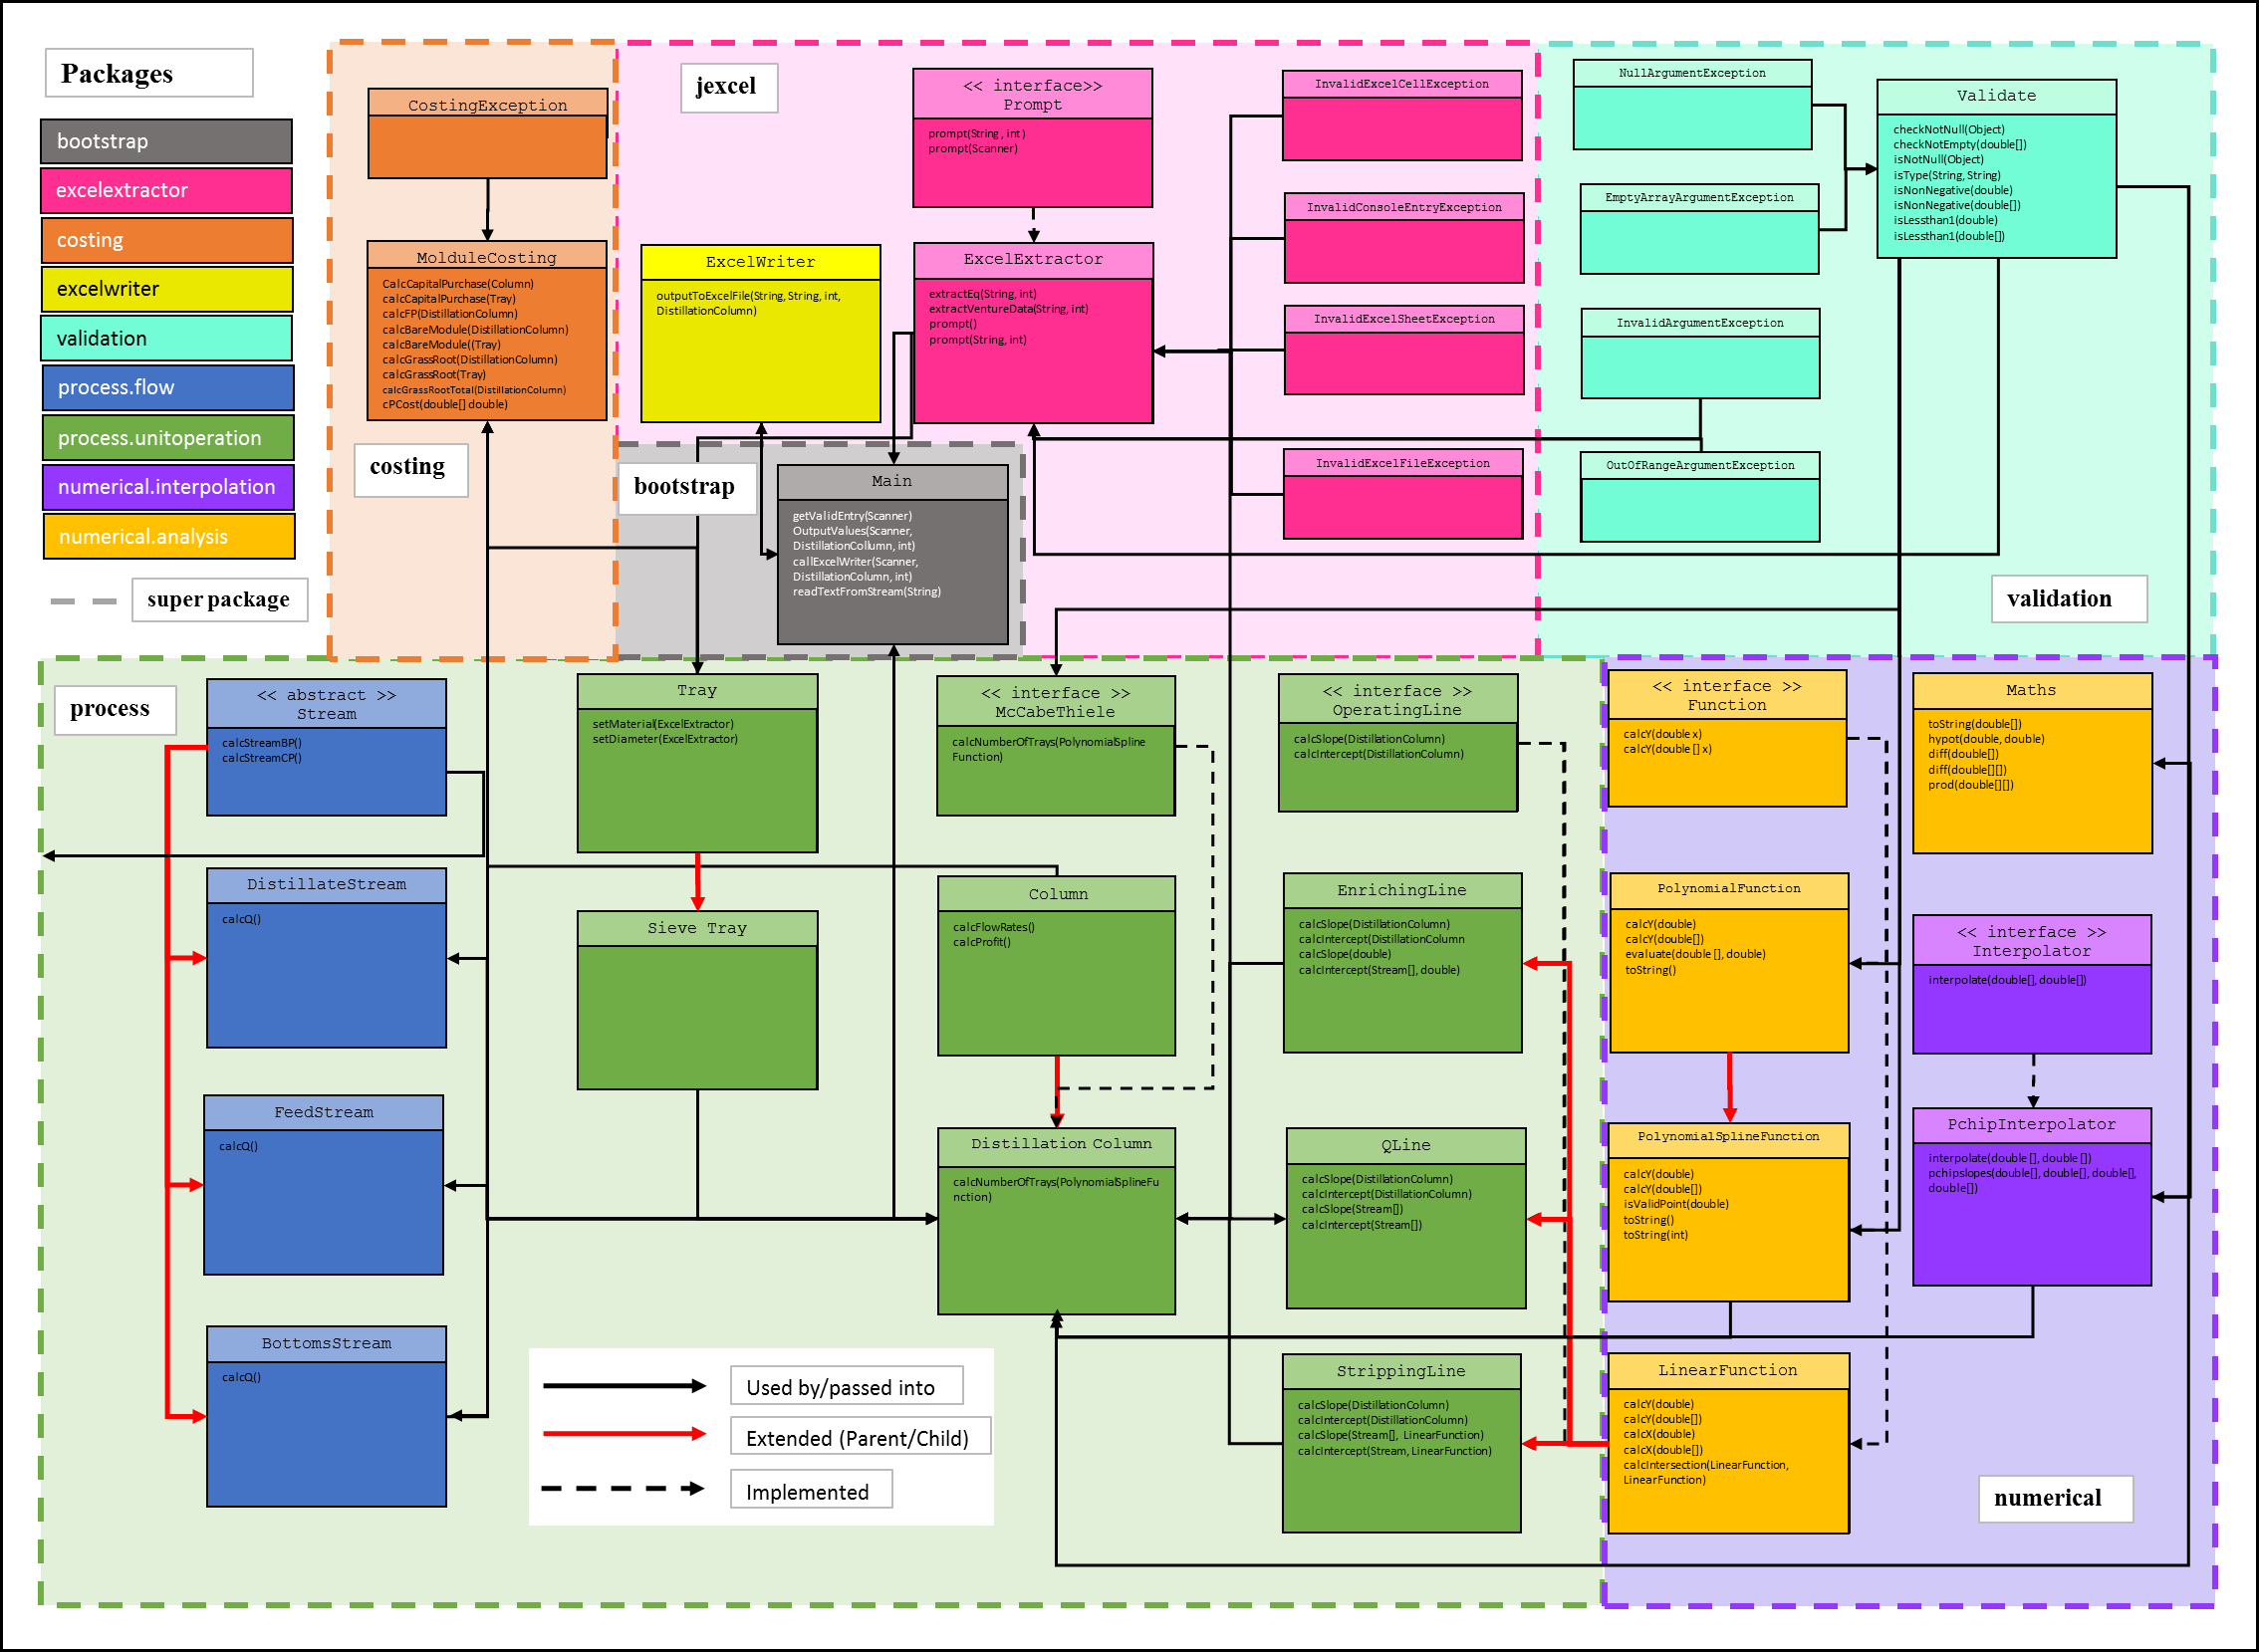 Packages
bootstrap
excelextractor
costing
excelwriter
validation
process.flow
process.unitoperation
numerical.interpolation
numerical.analysis
super package
CostingException
MolduleCosting
CalcCapitalPurchase(Column)
calcCapitalPurchase(Tray)
calcFP(DistillationColumn)
calcBareModule(DistillationColumn)
calcBareModule((Tray)
calcGrassRoot(DistillationColumn)
calcGrassRoot(Tray)
calcGrassRootTotal(DistillationColumn)
cPCost(double[] double)
costing
jexcel
<< interface>>
Prompt
prompt(String , int )
prompt(Scanner)
ExcelWriter
outputToExcelFile(String, String, int,
DistillationColumn)
ExcelExtractor
extractEq(String, int)
extractVentureData(String, int)
prompt()
prompt(String, int)
InvalidExcelCellException
InvalidConsoleEntryException
InvalidExcelSheetException
InvalidExcelFileException
bootstrap
Main
getValidEntry(Scanner)
OutputValues(Scanner,
DistillationCollumn, int)
callExcelWriter(Scanner,
DistillationColumn, int)
readTextFromStream(String)
NullArgumentException
EmptyArrayArgumentException
InvalidArgumentException
OutOfRangeArgumentException
Validate
checkNotNull(Object)
checkNotEmpty(double[])
isNotNull(Object)
isType(String, String)
isNonNegative(double)
isNonNegative(double[])
isLessthan1(double)
isLessthan1(double[])
validation
process
<< abstract >>
Stream
calcStreamBP()
calcStreamCP()
DistillateStream
calcQ()
FeedStream
calcQ()
BottomsStream
calcQ()
Tray
setMaterial(ExcelExtractor)
setDiameter(ExcelExtractor)
Sieve Tray
<< interface >>
McCabeThiele
calcNumberOfTrays(PolynomialSpline
Function)
Column
calcFlowRates()
calcProfit()
Distillation Column
calcNumberOfTrays(PolynomialSplineFu
nction)
<< interface >>
OperatingLine
calcSlope(DistillationColumn)
calcIntercept(DistillationColumn)
EnrichingLine
calcSlope(DistillationColumn)
calcIntercept(DistillationColumn
calcSlope(double)
calcIntercept(Stream[], double)
QLine
calcSlope(DistillationColumn)
calcIntercept(DistillationColumn)
calcSlope(Stream[])
calcIntercept(Stream[])
StrippingLine
calcSlope(DistillationColumn)
calcIntercept(DistillationColumn)
calcSlope(Stream[], LinearFunction)
calcIntercept(Stream, LinearFunction)
Used by/passed into
Extended (Parent/Child)
Implemented
<< interface >>
Function
calcY(double x)
calcY(double [] x)
PolynomialFunction
calcY(double)
calcY(double[])
evaluate(double [], double)
toString()
PolynomialSplineFunction
calcY(double)
calcY(double[])
isValidPoint(double)
toString()
toString(int)
LinearFunction
calcY(double)
calcY(double[])
calcX(double)
calcX(double[])
calcIntersection(LinearFunction,
LinearFunction)
Maths
toString(double[])
hypot(double, double)
diff(double[])
diff(double[][])
prod(double[][])
<< interface >>
Interpolator
interpolate(double[], double[])
PchipInterpolator
interpolate(double [], double [])
pchipslopes(double[], double[], double[],
double[])
numerical